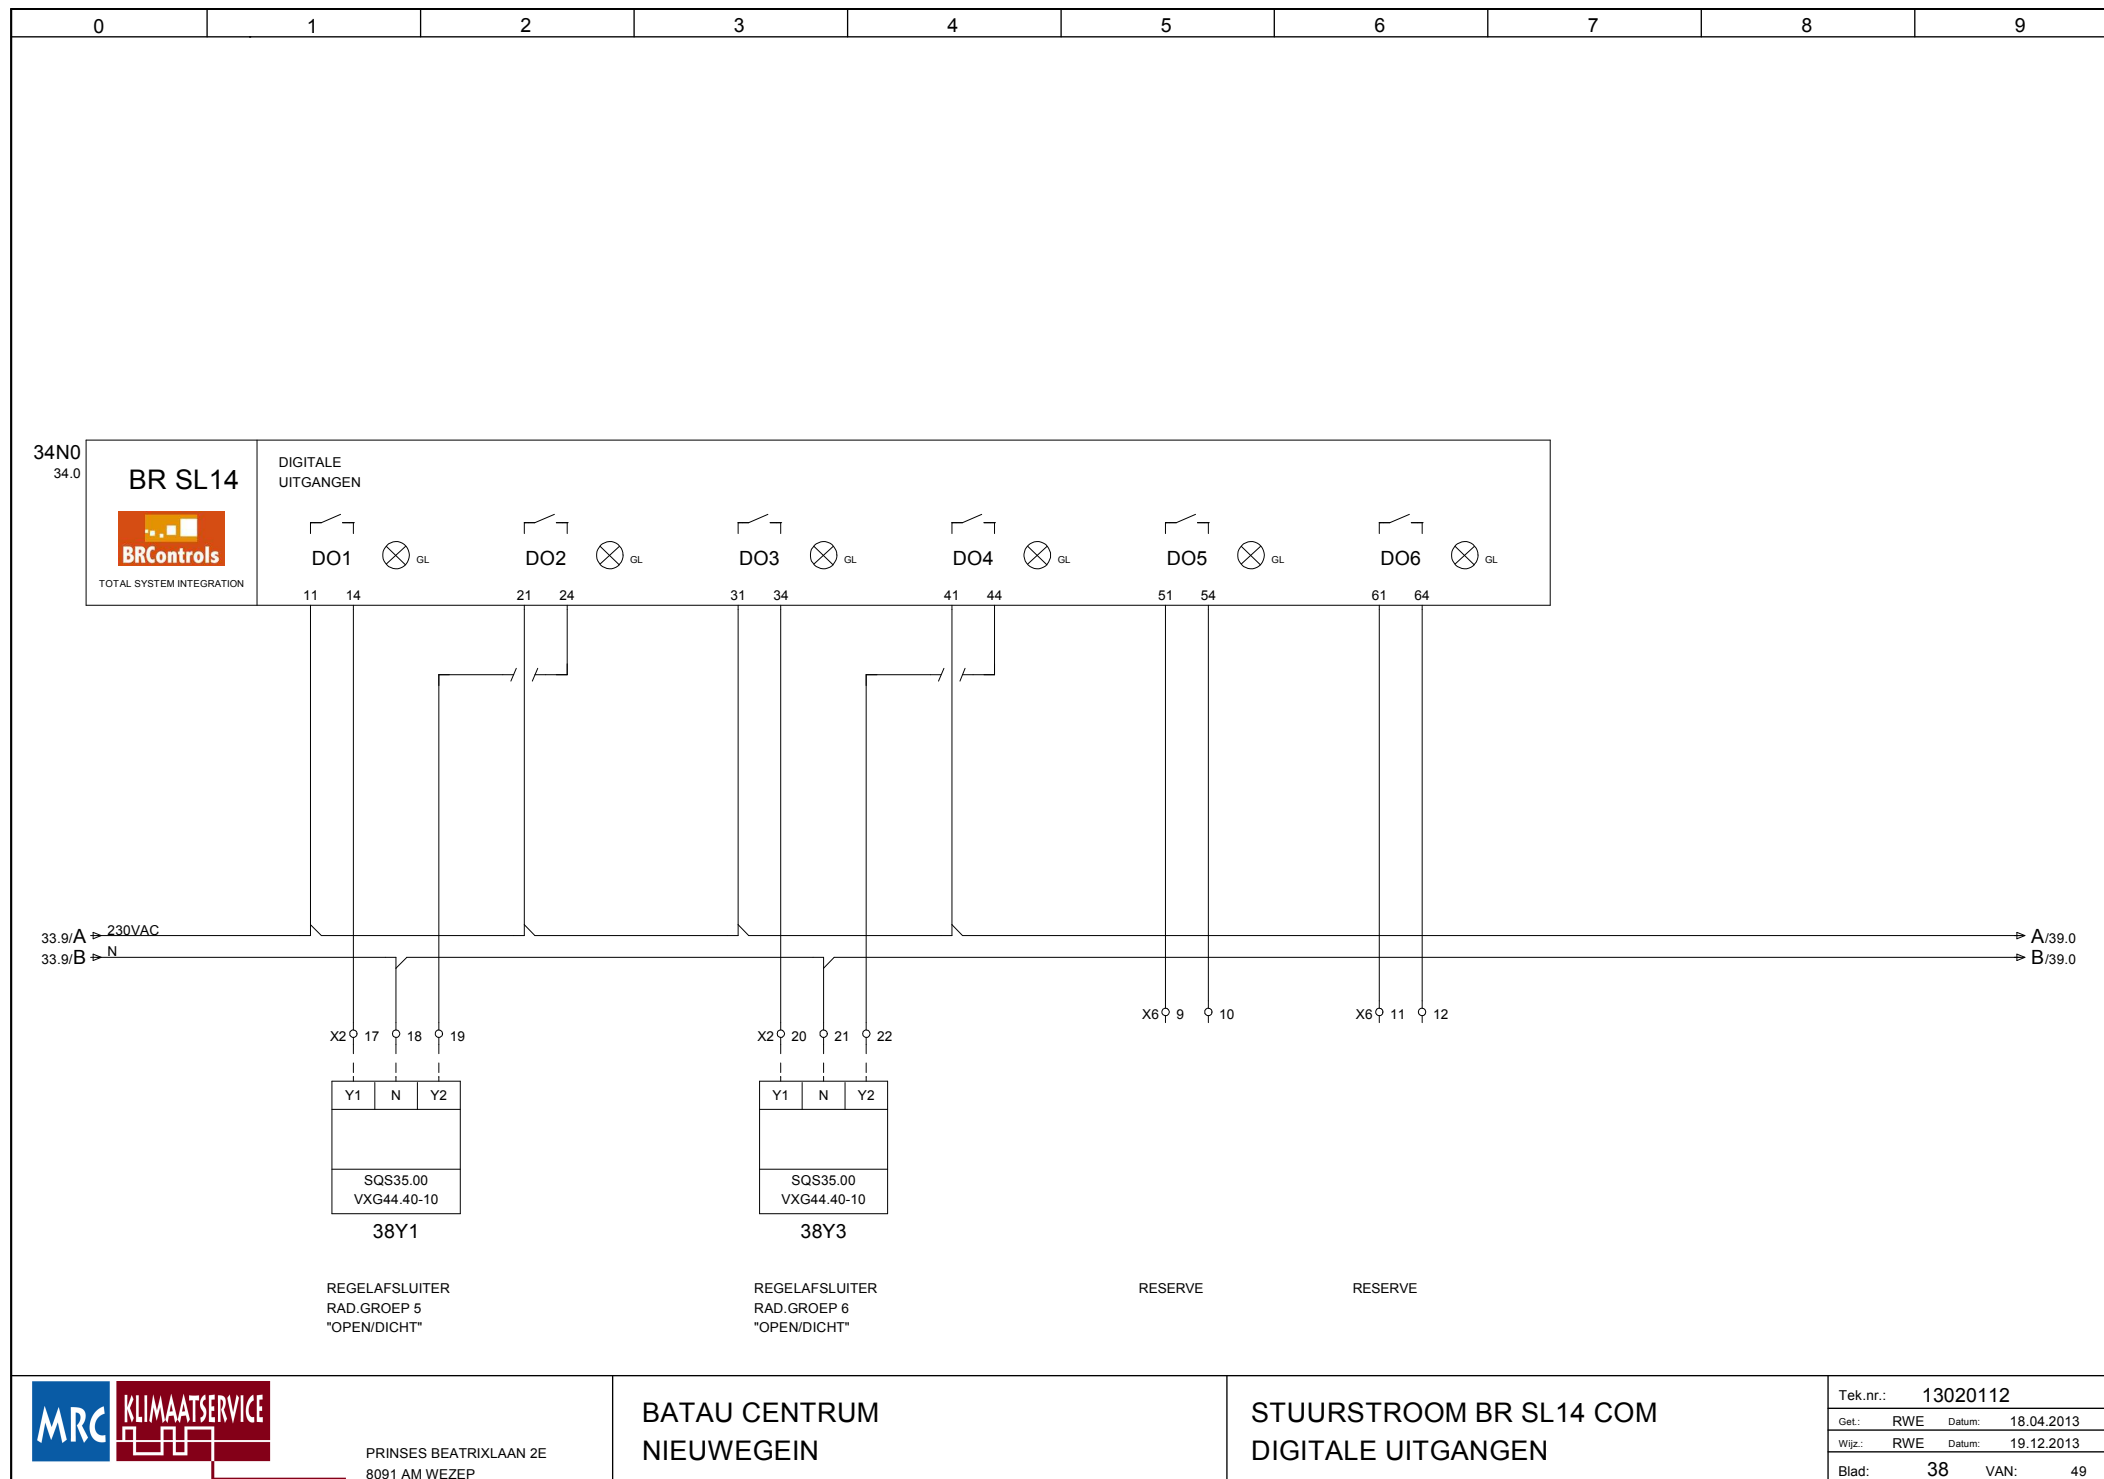 0 1 2 3 4 5 6 7 8 9
34N0
34.0
BR SL14
BRControls
TOTAL SYSTEM INTEGRATION
DIGITALE
UITGANGEN
DO1 GL DO2 GL DO3 GL DO4 GL DO5 GL DO6 GL
11 14 21 24 31 34 41 44 51 54 61 64
33.9/A 230VAC A/39.0
33.9/B N B/39.0
X6 9 10 X6 11 12
X2 17 18 19 X2 20 21 22
Y1 N Y2 Y1 N Y2
SQS35.00 SQS35.00
VXG44.40-10 VXG44.40-10
38Y1 38Y3
REGELAFSLUITER REGELAFSLUITER RESERVE RESERVE
RAD.GROEP 5 RAD.GROEP 6
"OPEN/DICHT" "OPEN/DICHT"
MRC KLIMAATSERVICE
PRINSES BEATRIXLAAN 2E
8091 AM WEZEP
BATAU CENTRUM
NIEUWEGEIN
STUURSTROOM BR SL14 COM
DIGITALE UITGANGEN
Tek.nr.: 13020112
Get.: RWE Datum: 18.04.2013
Wijz.: RWE Datum: 19.12.2013
Blad: 38 VAN: 49